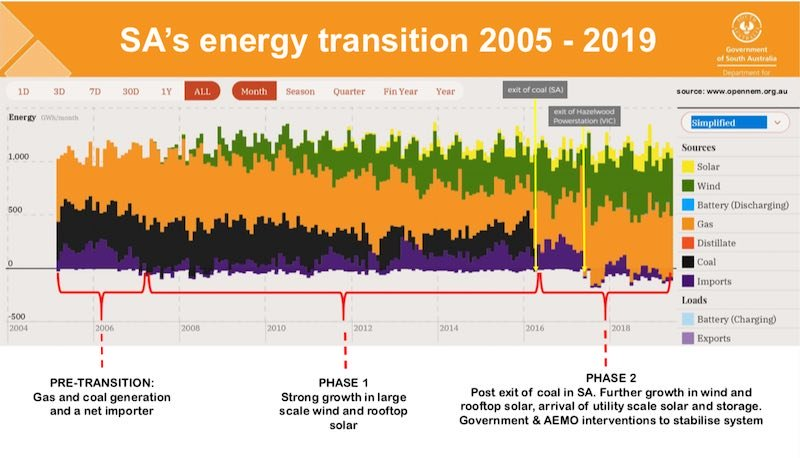 SA's energy transition 2005 - 2019
Government
of South Australia
Department for
1D 3D 7D 30D 1Y ALL Month Season Quarter Fin Year Year
exit of coal (SA)
source: www.opennem.org.au
exit of Hazelwood
Powerstation (VIC)
Energy GWh/month
Simplified
1,000
500
0
-500
2004 2006 2008 2010 2012 2014 2016 2018
Sources
Solar
Wind
Battery (Discharging)
Gas
Distillate
Coal
Imports
Loads
Battery (Charging)
Exports
PRE-TRANSITION:
Gas and coal generation
and a net importer
PHASE 1
Strong growth in large
scale wind and rooftop
solar
PHASE 2
Post exit of coal in SA. Further growth in wind and
rooftop solar, arrival of utility scale solar and storage.
Government & AEMO interventions to stabilise system